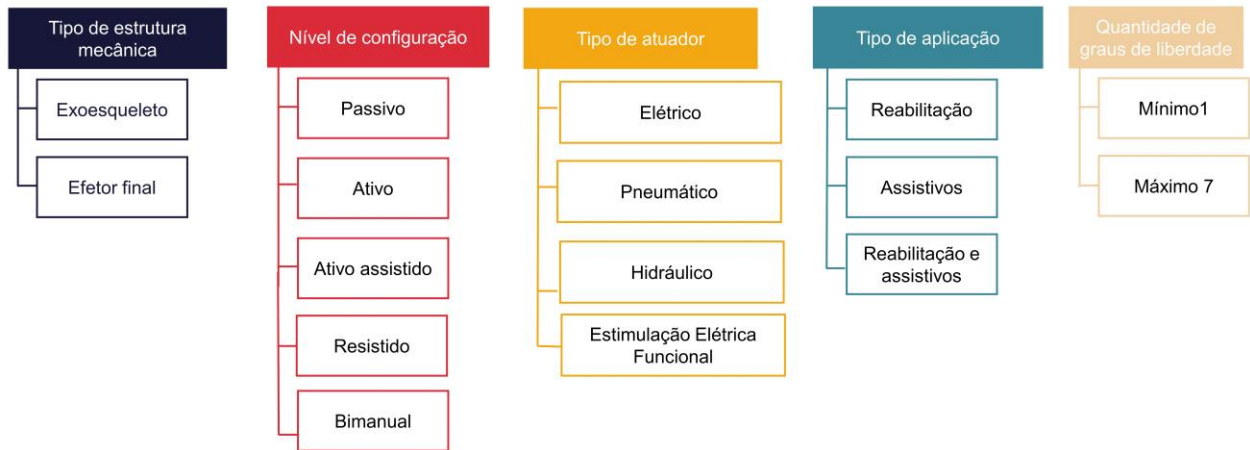 Tipo de estrutura
mecânica
Exoesqueleto
Efetor final
Nível de configuração
Passivo
Ativo
Ativo assistido
Resistido
Bimanual
Tipo de atuador
Elétrico
Pneumático
Hidráulico
Estimulação Elétrica
Funcional
Tipo de aplicação
Reabilitação
Assistivos
Reabilitação e
assistivos
Quantidade de
graus de liberdade
Mínimo1
Máximo 7